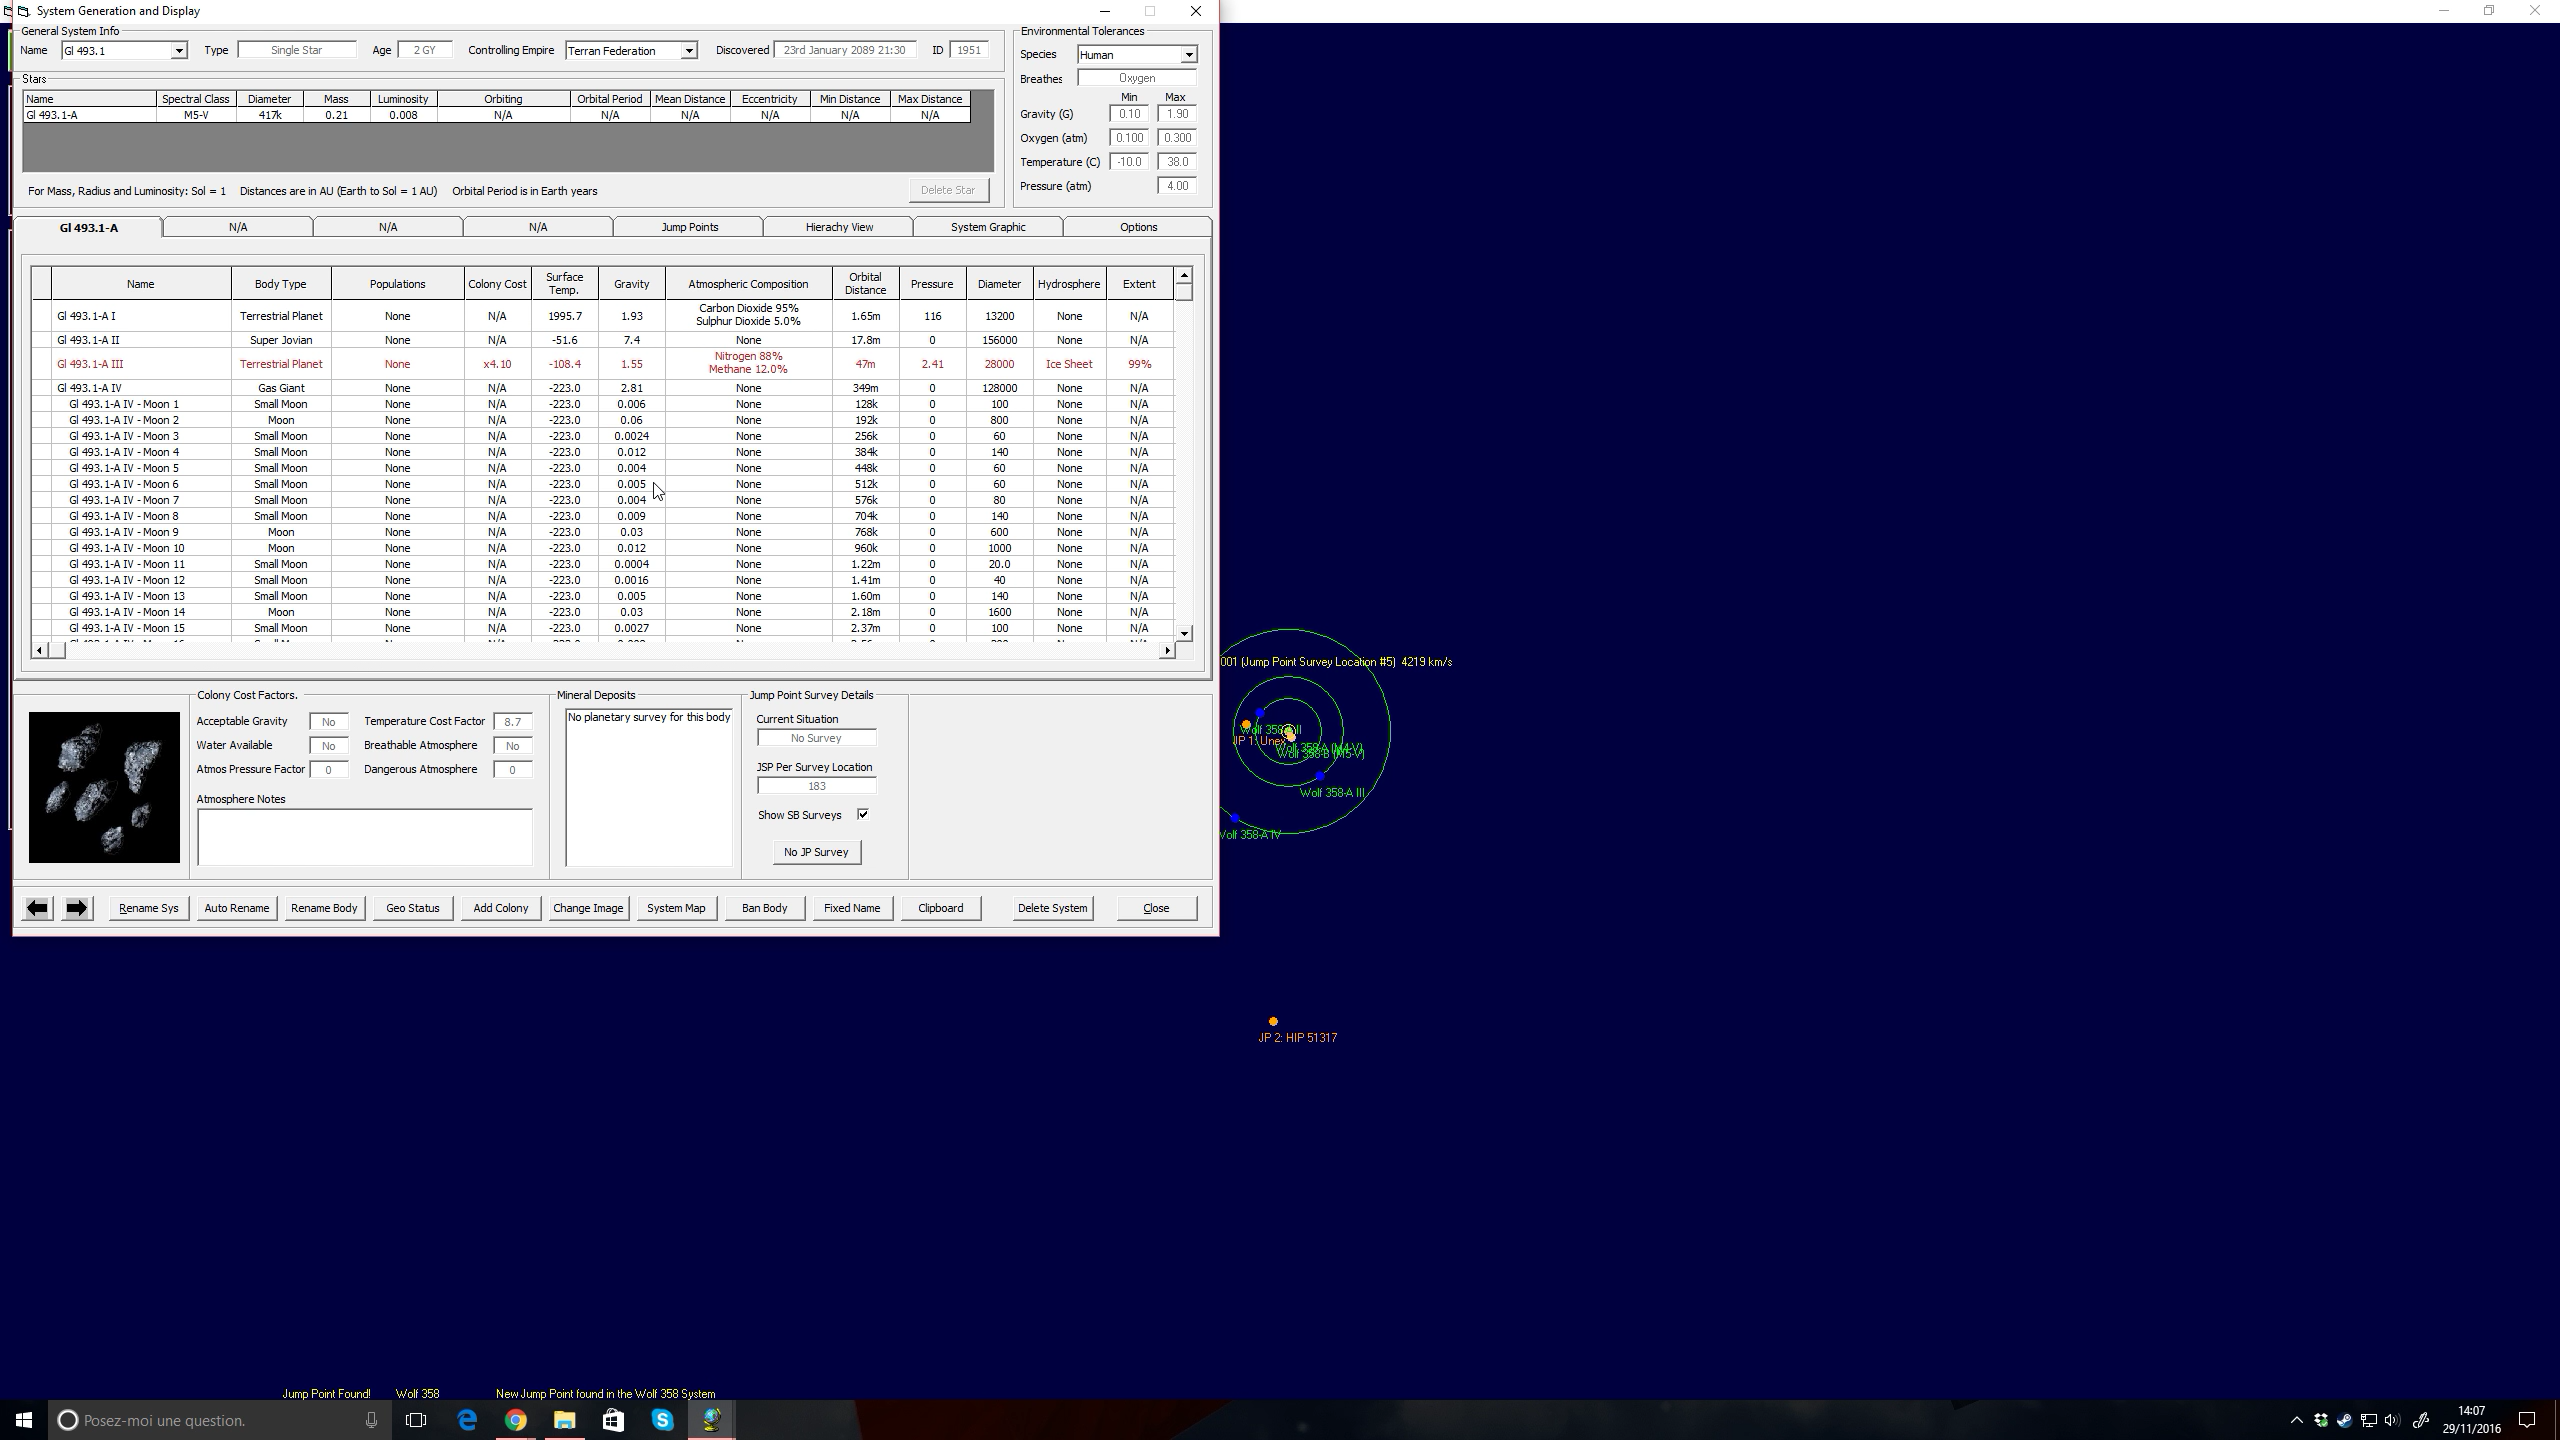 System Generation and Display
General System Info
Name Gl 493.1 Type Single Star Age 2 GY Controlling Empire Terran Federation Discovered 23rd January 2089 21:30 ID 1951
Stars
Name Spectral Class Diameter Mass Luminosity Orbiting Orbital Period Mean Distance Eccentricity Min Distance Max Distance
Gl 493.1-A M5-V 417k 0.21 0.008 N/A N/A N/A N/A N/A N/A
For Mass, Radius and Luminosity: Sol = 1 Distances are in AU (Earth to Sol = 1 AU) Orbital Period is in Earth years Delete Star
Environmental Tolerances
Species Human
Breathes Oxygen
Min Max
Gravity (G) 0.10 1.90
Oxygen (atm) 0.100 0.300
Temperature (C) -10.0 38.0
Pressure (atm) 4.00
Gl 493.1-A N/A N/A N/A Jump Points Hierachy View System Graphic Options
Name Body Type Populations Colony Cost Surface Temp. Gravity Atmospheric Composition Orbital Distance Pressure Diameter Hydrosphere Extent
Gl 493.1-A I Terrestrial Planet None N/A 1995.7 1.93 Carbon Dioxide 95% Sulphur Dioxide 5.0% 1.65m 116 13200 None N/A
Gl 493.1-A II Super Jovian None N/A -51.6 7.4 None 17.8m 0 156000 None N/A
Gl 493.1-A III Terrestrial Planet None x4.10 -108.4 1.55 Nitrogen 88% Methane 12.0% 47m 2.41 28000 Ice Sheet 99%
Gl 493.1-A IV Gas Giant None N/A -223.0 2.81 None 349m 0 128000 None N/A
Gl 493.1-A IV - Moon 1 Small Moon None N/A -223.0 0.006 None 128k 0 100 None N/A
Gl 493.1-A IV - Moon 2 Moon None N/A -223.0 0.06 None 192k 0 800 None N/A
Gl 493.1-A IV - Moon 3 Small Moon None N/A -223.0 0.0024 None 256k 0 60 None N/A
Gl 493.1-A IV - Moon 4 Small Moon None N/A -223.0 0.012 None 384k 0 140 None N/A
Gl 493.1-A IV - Moon 5 Small Moon None N/A -223.0 0.004 None 448k 0 60 None N/A
Gl 493.1-A IV - Moon 6 Small Moon None N/A -223.0 0.005 None 512k 0 60 None N/A
Gl 493.1-A IV - Moon 7 Small Moon None N/A -223.0 0.004 None 576k 0 80 None N/A
Gl 493.1-A IV - Moon 8 Small Moon None N/A -223.0 0.009 None 704k 0 140 None N/A
Gl 493.1-A IV - Moon 9 Moon None N/A -223.0 0.03 None 768k 0 600 None N/A
Gl 493.1-A IV - Moon 10 Moon None N/A -223.0 0.012 None 960k 0 1000 None N/A
Gl 493.1-A IV - Moon 11 Small Moon None N/A -223.0 0.0004 None 1.22m 0 20.0 None N/A
Gl 493.1-A IV - Moon 12 Small Moon None N/A -223.0 0.0016 None 1.41m 0 40 None N/A
Gl 493.1-A IV - Moon 13 Small Moon None N/A -223.0 0.005 None 1.60m 0 140 None N/A
Gl 493.1-A IV - Moon 14 Moon None N/A -223.0 0.03 None 2.18m 0 1600 None N/A
Gl 493.1-A IV - Moon 15 Small Moon None N/A -223.0 0.0027 None 2.37m 0 100 None N/A
Colony Cost Factors.
Acceptable Gravity No Temperature Cost Factor 8.7
Water Available No Breathable Atmosphere No
Atmos Pressure Factor 0 Dangerous Atmosphere 0
Atmosphere Notes
Mineral Deposits
No planetary survey for this body
Jump Point Survey Details
Current Situation
No Survey
JSP Per Survey Location
183
Show SB Surveys
No JP Survey
Rename Sys Auto Rename Rename Body Geo Status Add Colony Change Image System Map Ban Body Fixed Name Clipboard Delete System Close
001 (Jump Point Survey Location #5) 4219 km/s
JP 1: Unex
Wolf 358-A (M4-V)
Wolf 358-B (M5-V)
Wolf 358-A III
Wolf 358-A IV
JP 2: HIP 51317
Jump Point Found! Wolf 358 New Jump Point found in the Wolf 358 System
Posez-moi une question.
14:07
29/11/2016